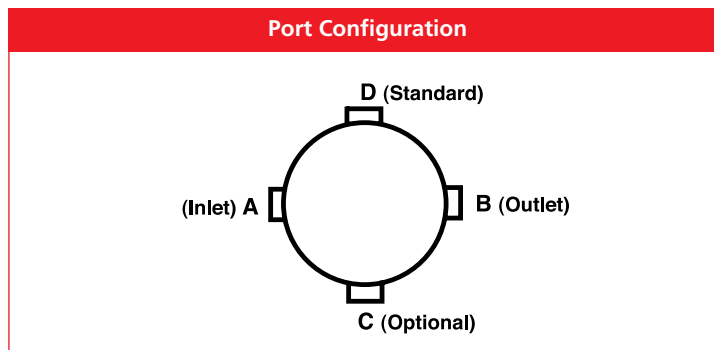 Port Configuration
D (Standard)
(Inlet) A
B (Outlet)
C (Optional)